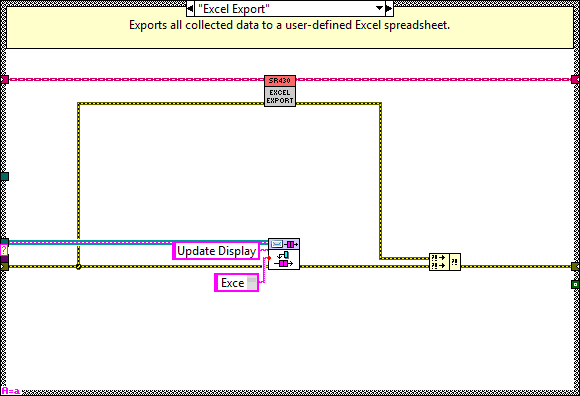 "Excel Export"
Exports all collected data to a user-defined Excel spreadsheet.
SR430
EXCEL
EXPORT
?
Update Display
Exce
?!
?!
?!
A=a